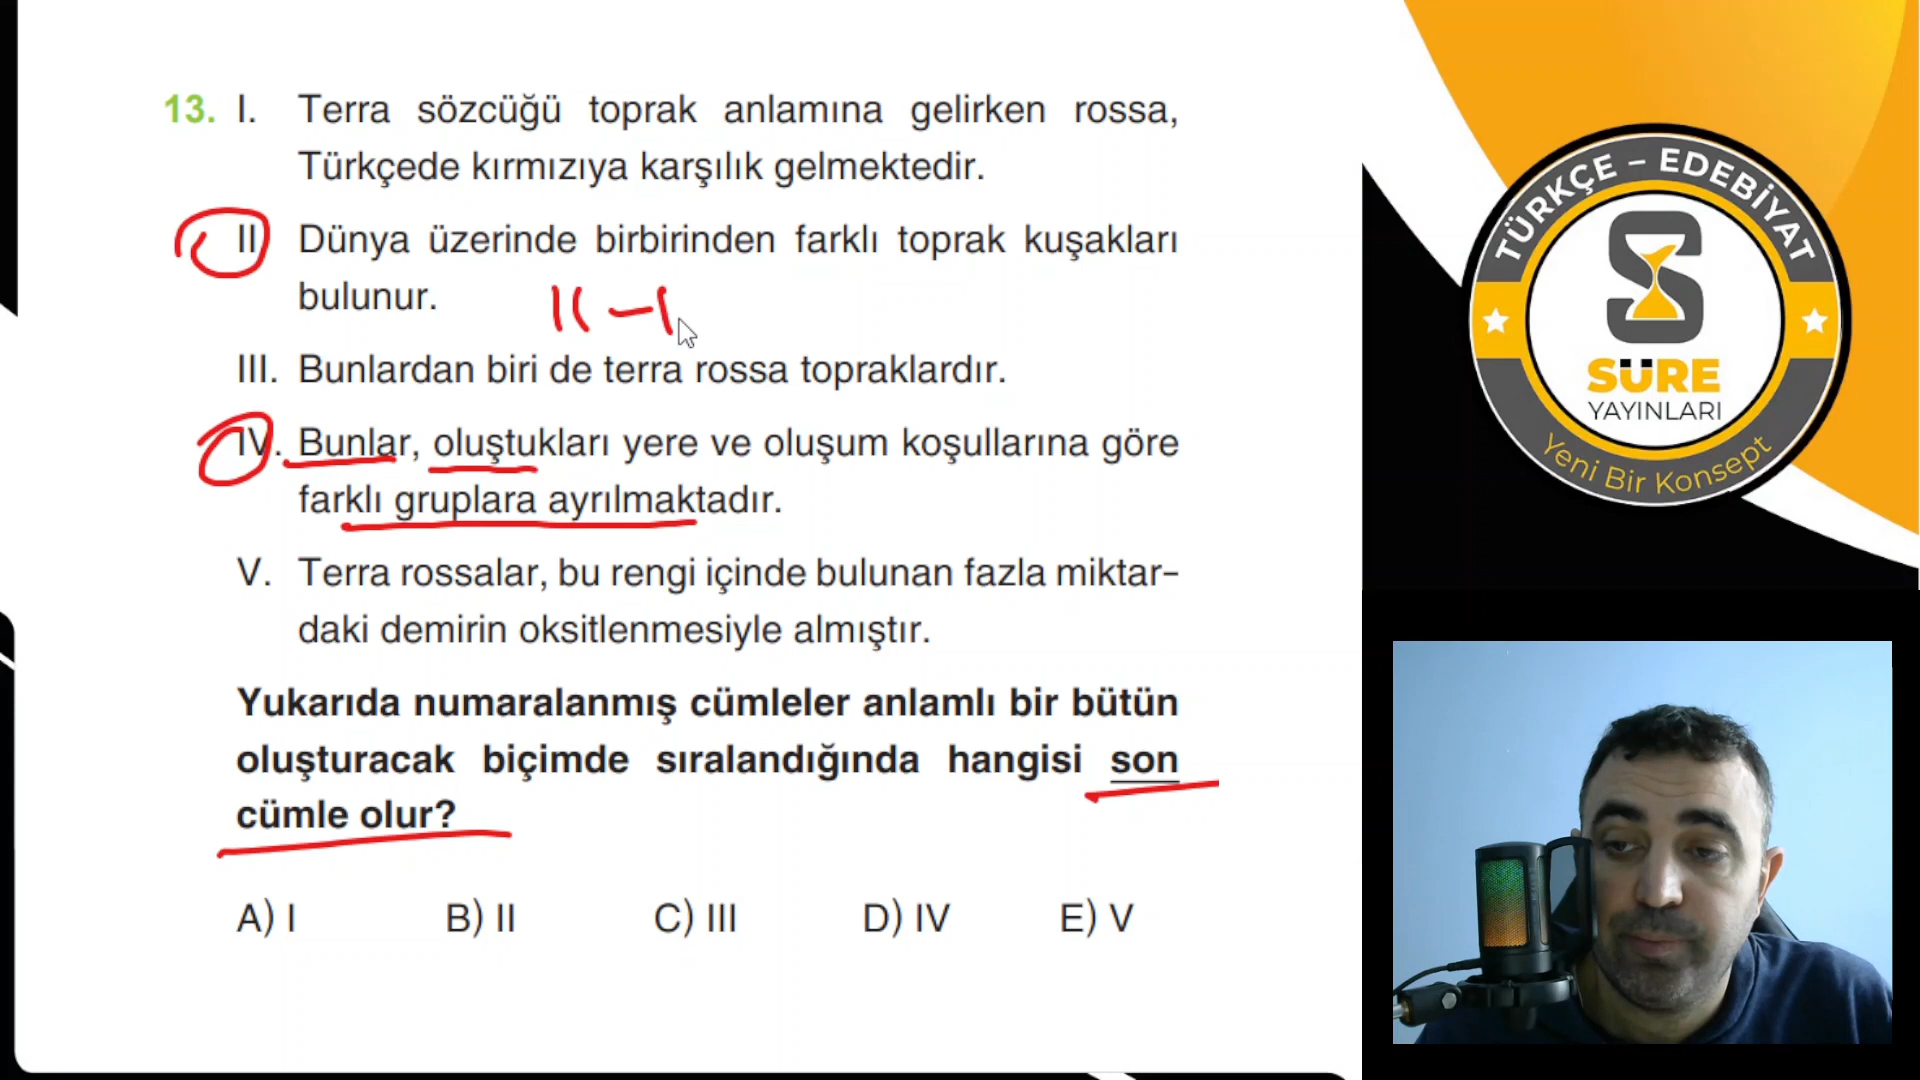 13. I. Terra sözcüğü toprak anlamına gelirken rossa,
Türkçede kırmızıya karşılık gelmektedir.
II Dünya üzerinde birbirinden farklı toprak kuşakları
bulunur.
II – I
III. Bunlardan biri de terra rossa topraklardır.
IV. Bunlar, oluştukları yere ve oluşum koşullarına göre
farklı gruplara ayrılmaktadır.
V. Terra rossalar, bu rengi içinde bulunan fazla miktar–
daki demirin oksitlenmesiyle almıştır.
Yukarıda numaralanmış cümleler anlamlı bir bütün
oluşturacak biçimde sıralandığında hangisi son
cümle olur?
A) I B) II C) III D) IV E) V
TÜRKÇE – EDEBİYAT
S
SÜRE
YAYINLARI
Yeni Bir Konsept